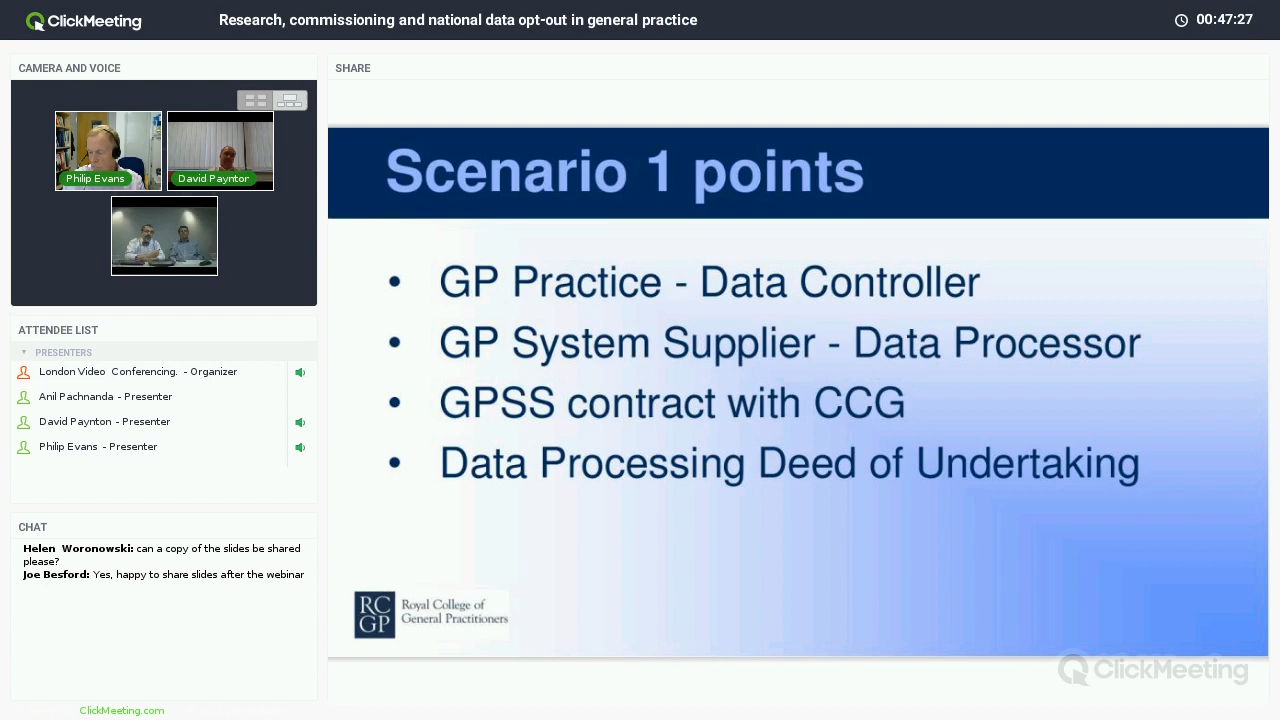 ClickMeeting
Research, commissioning and national data opt-out in general practice
00:47:27
CAMERA AND VOICE
Philip Evans
David Paynton
ATTENDEE LIST
PRESENTERS
London Video Conferencing. - Organizer
Anil Pachnanda - Presenter
David Paynton - Presenter
Philip Evans - Presenter
CHAT
Helen Woronowski: can a copy of the slides be shared
please?
Joe Besford: Yes, happy to share slides after the webinar
ClickMeeting.com
SHARE
Scenario 1 points
• GP Practice - Data Controller
• GP System Supplier - Data Processor
• GPSS contract with CCG
• Data Processing Deed of Undertaking
RC
GP
Royal College of
General Practitioners
ClickMeeting